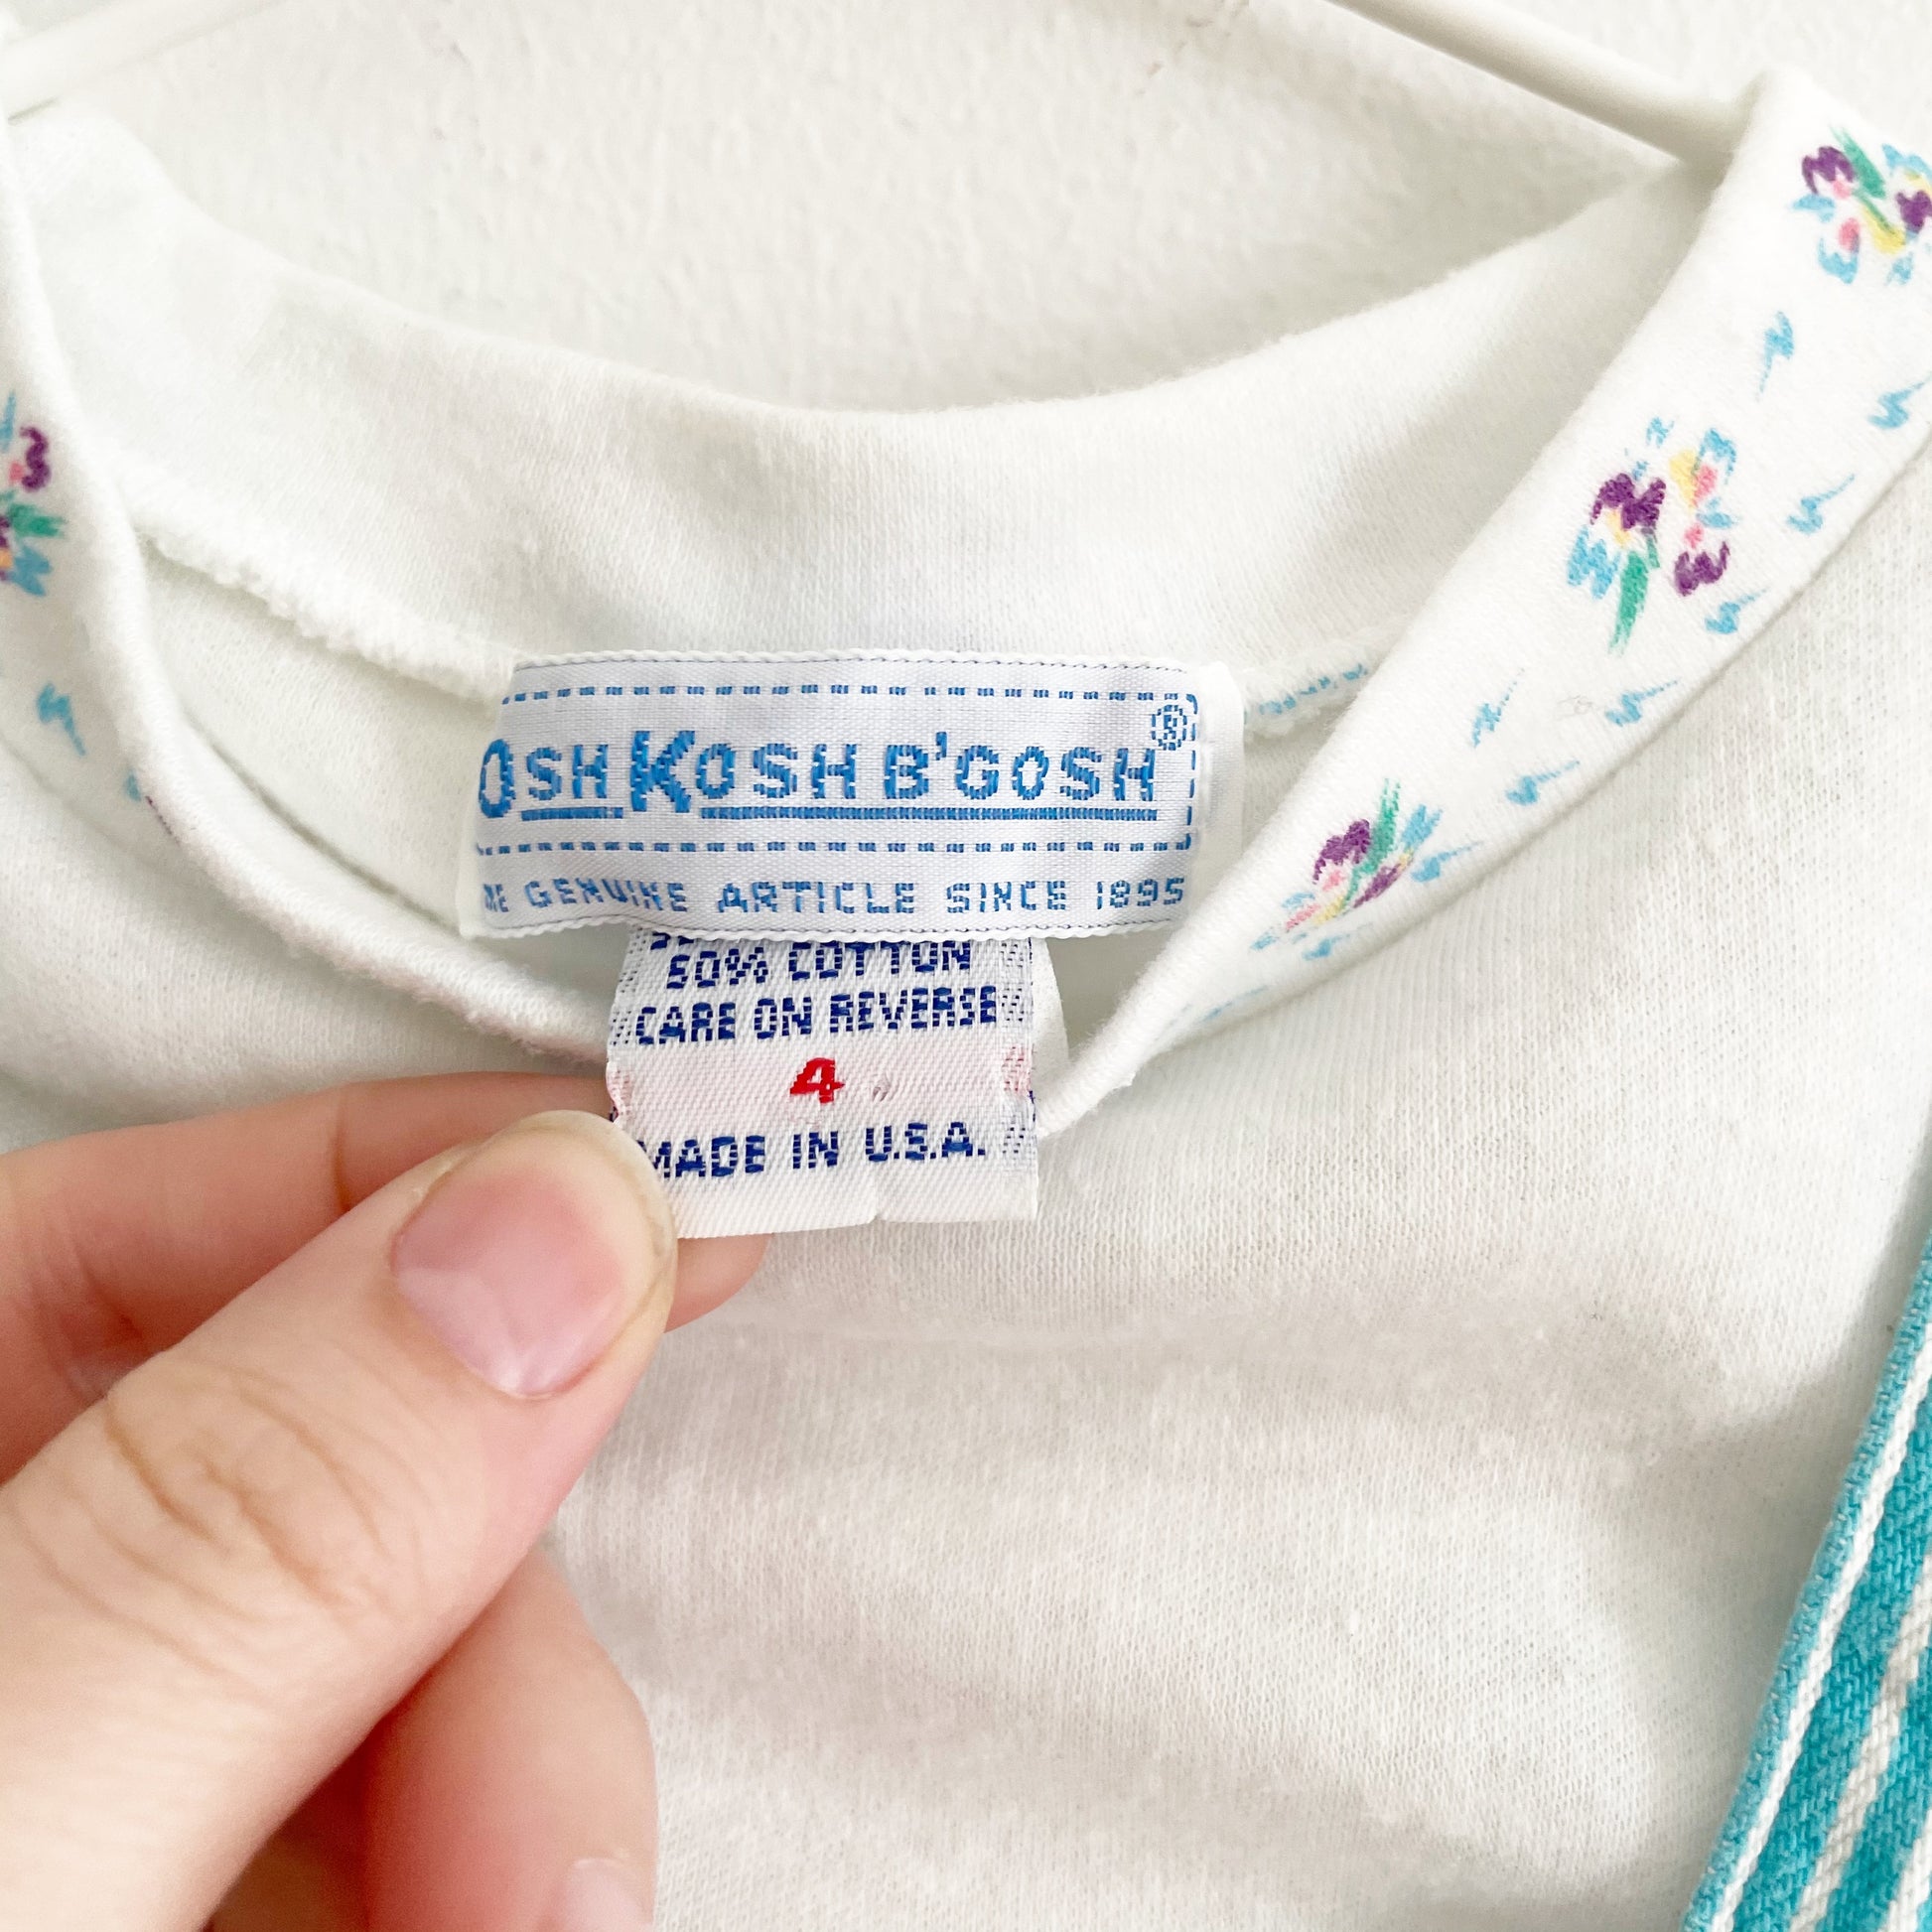 OSHKOSH B'GOSH®
GENUINE ARTICLE SINCE 1895
50% COTTON
CARE ON REVERSE
4
MADE IN U.S.A.